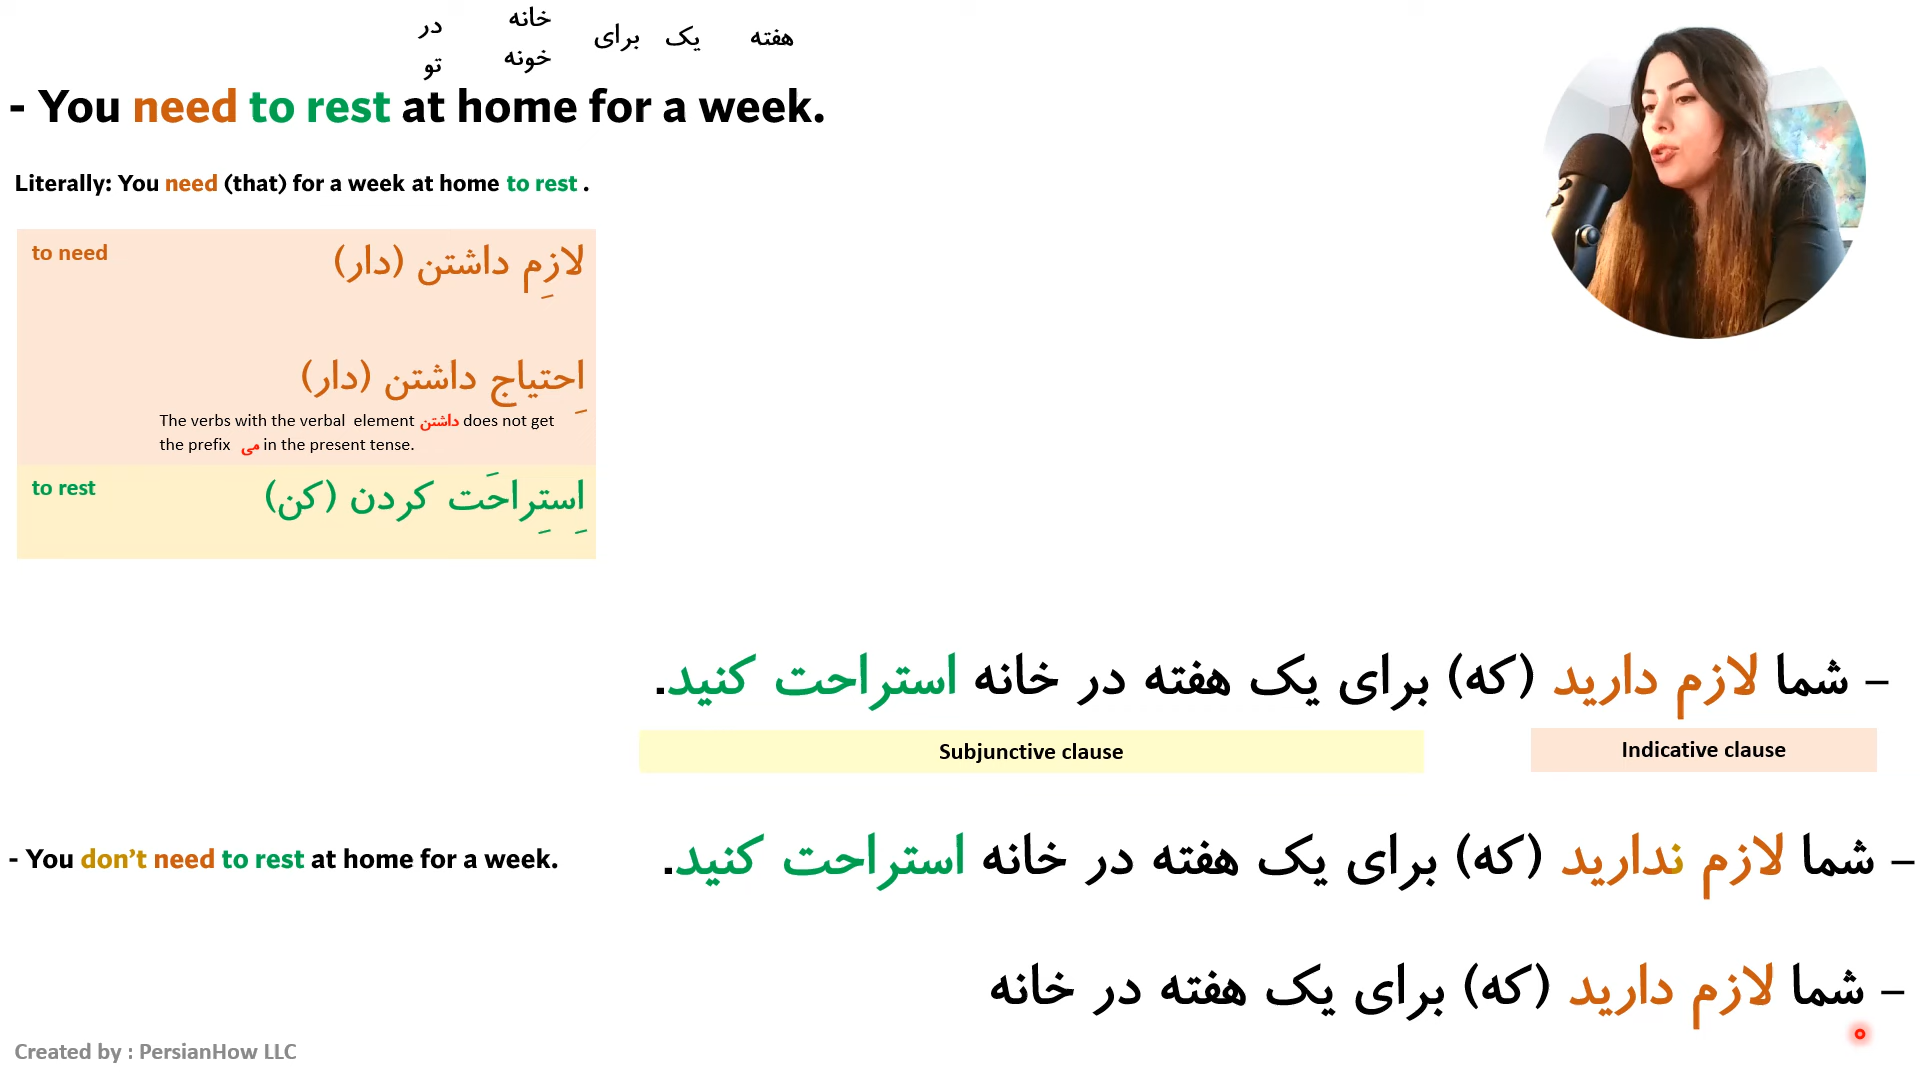 در خانه برای یک هفته
تو خونه
- You need to rest at home for a week.
Literally: You need (that) for a week at home to rest .
to need لازِم داشتن (دار)
اِحتیاج داشتن (دار)
The verbs with the verbal element داشتن does not get
the prefix می in the present tense.
to rest اِستِراحَت کردن (کن)
– شما لازم دارید (که) برای یک هفته در خانه استراحت کنید.
Subjunctive clause Indicative clause
- You don’t need to rest at home for a week.
– شما لازم ندارید (که) برای یک هفته در خانه استراحت کنید.
– شما لازم دارید (که) برای یک هفته در خانه
Created by : PersianHow LLC